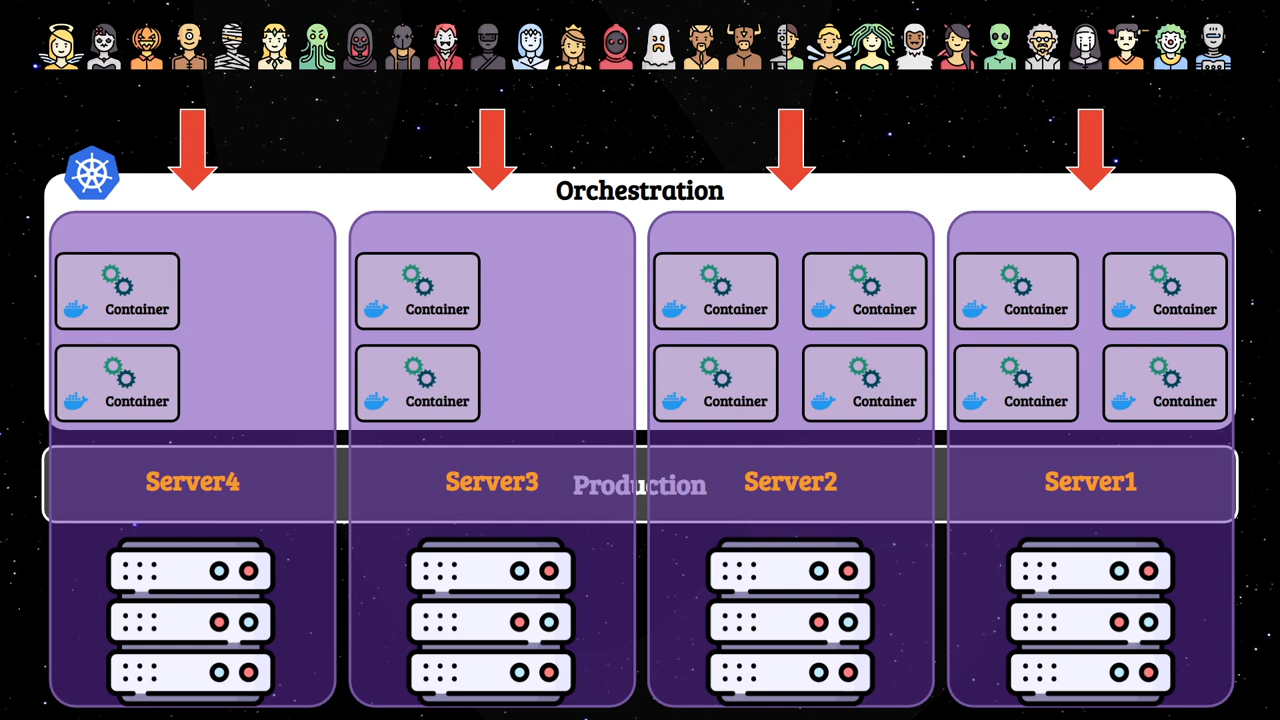 Orchestration
Container
Container
Container
Container
Container
Container
Container
Container
Container
Container
Container
Container
Server4
Server3
Production
Server2
Server1